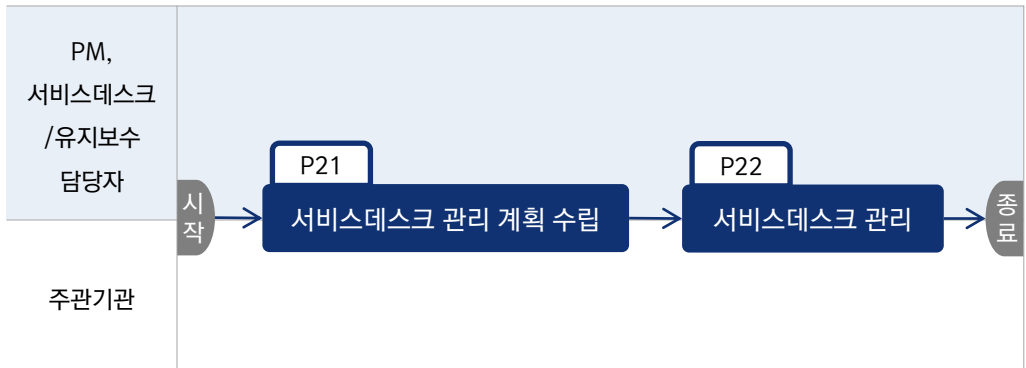 PM,
서비스데스크
/유지보수
담당자
주관기관
시
작
P21
서비스데스크 관리 계획 수립
P22
서비스데스크 관리
종
료